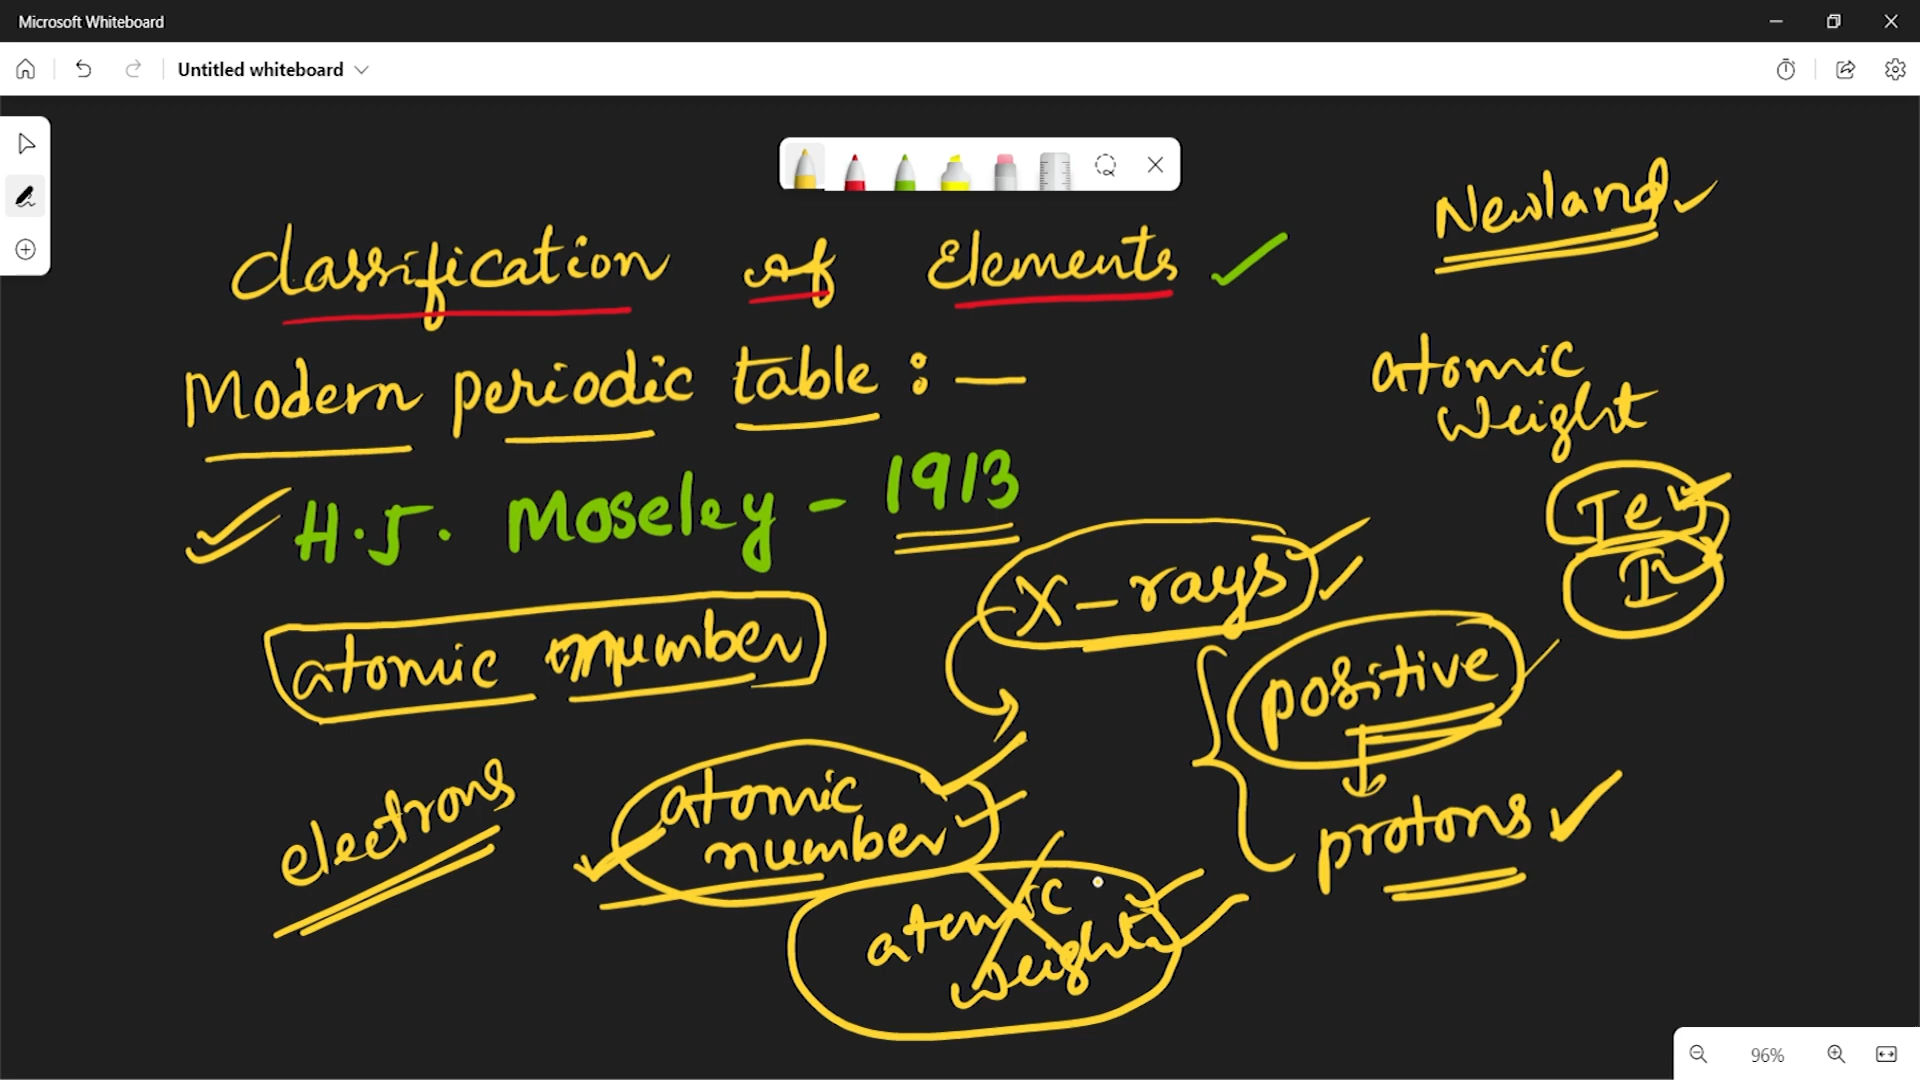 Microsoft Whiteboard
Untitled whiteboard
Newland
Classification of Elements
Modern periodic table : —
atomic
weight
H.J. Moseley - 1913
Te
I
X-rays
atomic number
positive
electrons
atomic
number
protons
atomic
weight
96%